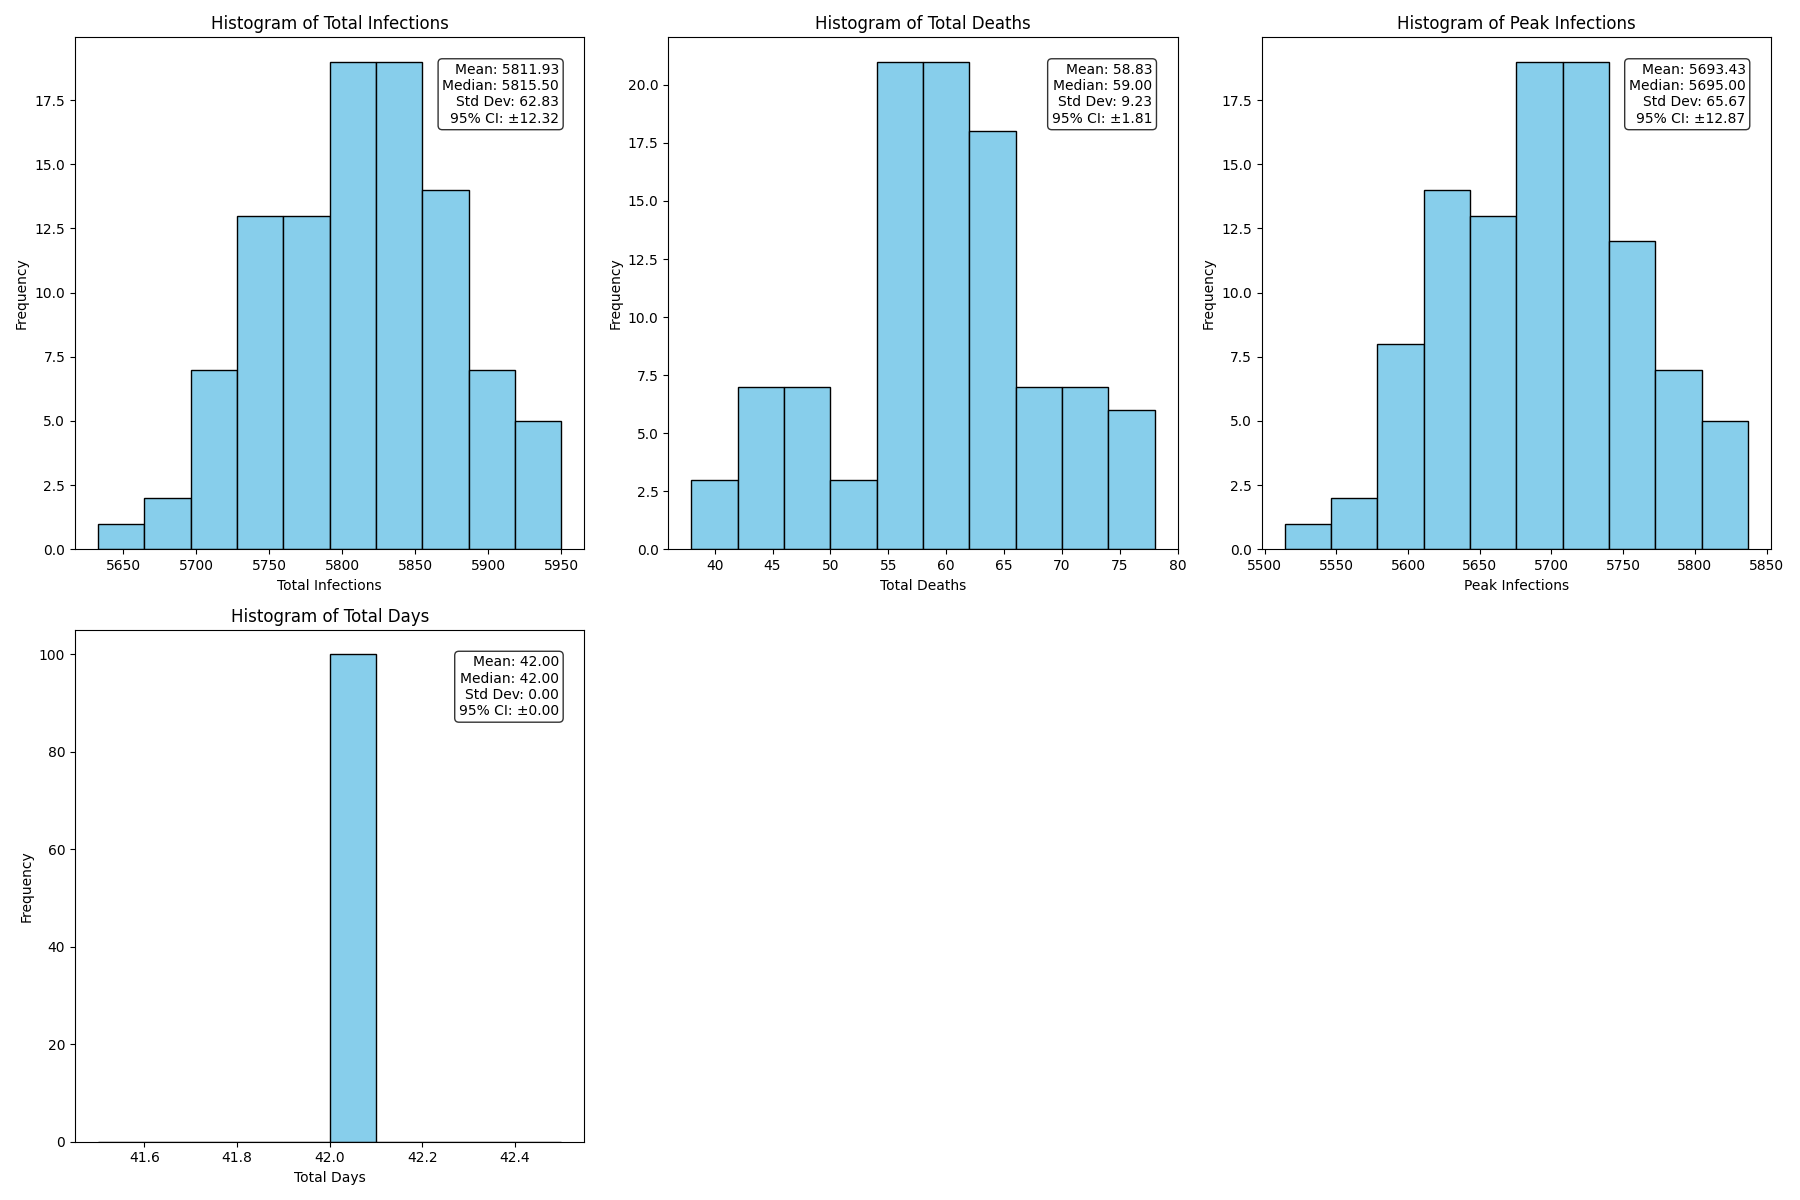 Histogram of Total Infections
Mean: 5811.93
Median: 5815.50
Std Dev: 62.83
95% CI: ±12.32
Frequency
17.5
15.0
12.5
10.0
7.5
5.0
2.5
0.0
5650 5700 5750 5800 5850 5900 5950
Total Infections
Histogram of Total Deaths
Mean: 58.83
Median: 59.00
Std Dev: 9.23
95% CI: ±1.81
Frequency
20.0
17.5
15.0
12.5
10.0
7.5
5.0
2.5
0.0
40 45 50 55 60 65 70 75 80
Total Deaths
Histogram of Peak Infections
Mean: 5693.43
Median: 5695.00
Std Dev: 65.67
95% CI: ±12.87
Frequency
17.5
15.0
12.5
10.0
7.5
5.0
2.5
0.0
5500 5550 5600 5650 5700 5750 5800 5850
Peak Infections
Histogram of Total Days
Mean: 42.00
Median: 42.00
Std Dev: 0.00
95% CI: ±0.00
Frequency
100
80
60
40
20
0
41.6 41.8 42.0 42.2 42.4
Total Days